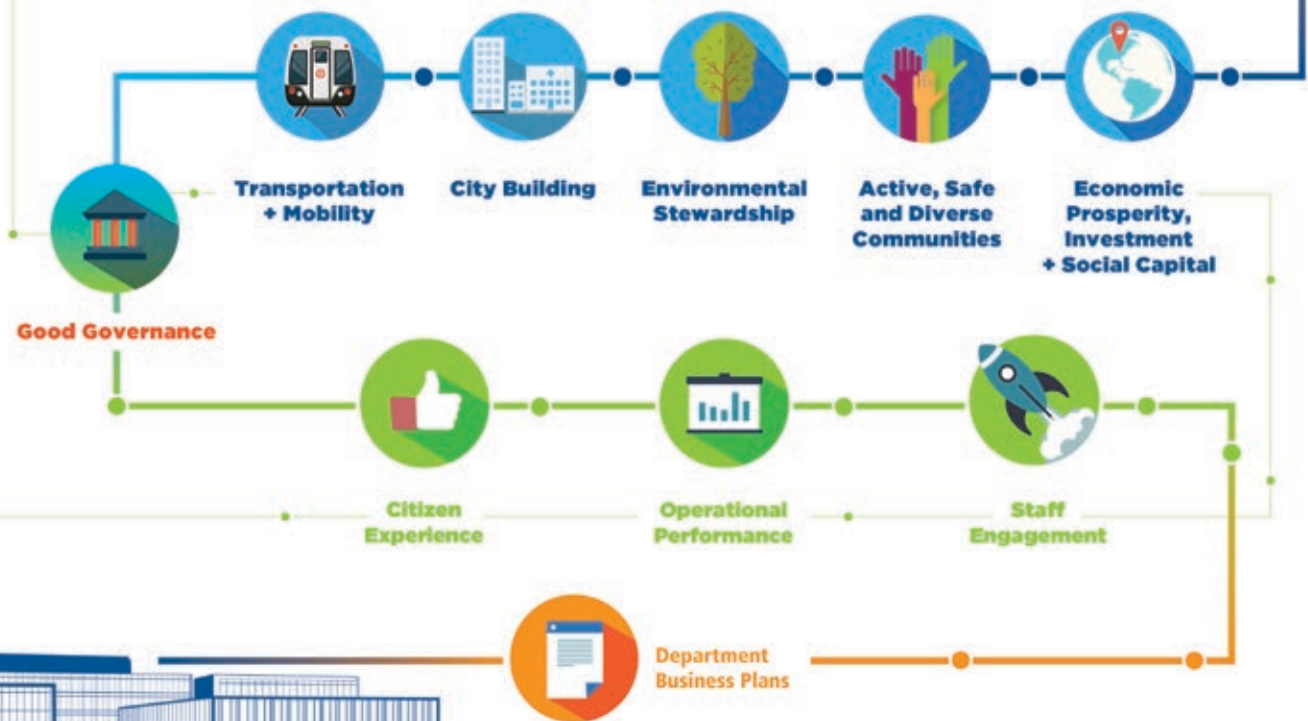 Transportation
+ Mobility
City Building
Environmental
Stewardship
Active, Safe
and Diverse
Communities
Economic
Prosperity,
Investment
+ Social Capital
Good Governance
Citizen
Experience
Operational
Performance
Staff
Engagement
Department
Business Plans